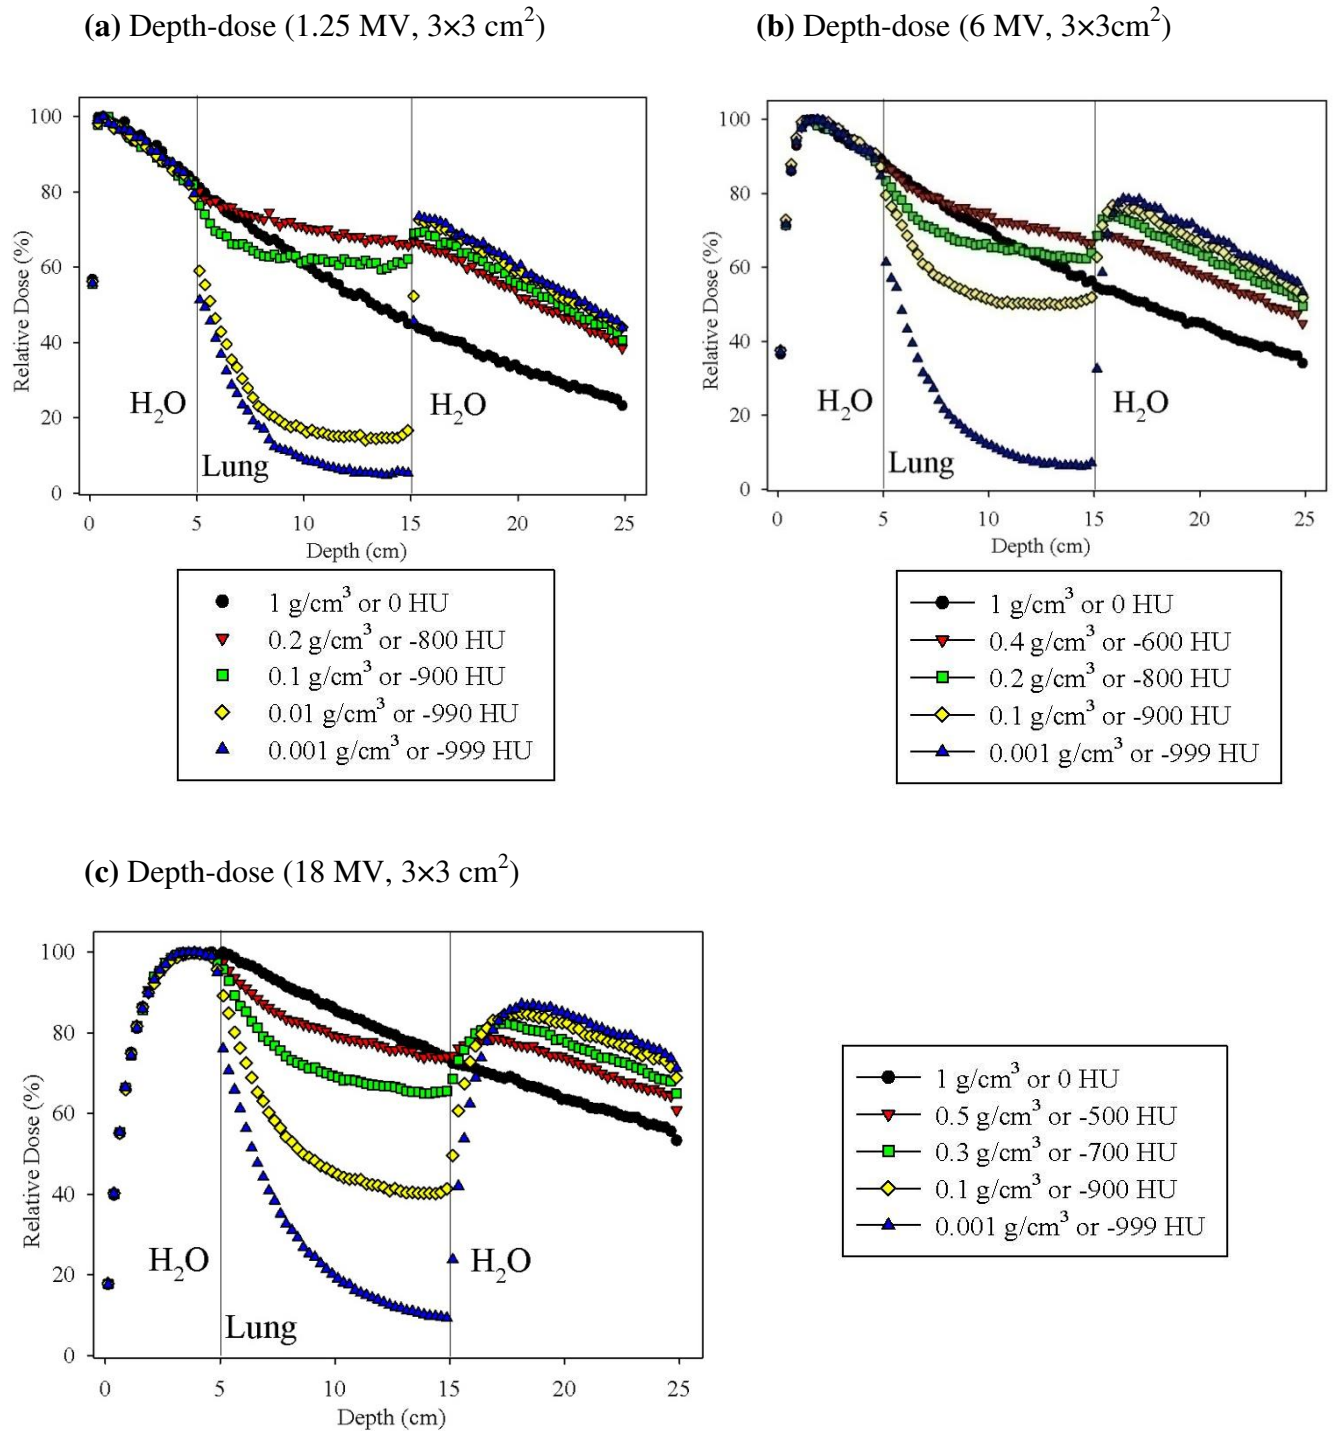 (a) Depth-dose (1.25 MV, 3×3 cm²)
(b) Depth-dose (6 MV, 3×3cm²)
100
80
60
40
20
0
Relative Dose (%)
H₂O
Lung
H₂O
0 5 10 15 20 25
Depth (cm)
1 g/cm³ or 0 HU
0.2 g/cm³ or -800 HU
0.1 g/cm³ or -900 HU
0.01 g/cm³ or -990 HU
0.001 g/cm³ or -999 HU
100
80
60
40
20
0
Relative Dose (%)
H₂O
Lung
H₂O
0 5 10 15 20 25
Depth (cm)
1 g/cm³ or 0 HU
0.4 g/cm³ or -600 HU
0.2 g/cm³ or -800 HU
0.1 g/cm³ or -900 HU
0.001 g/cm³ or -999 HU
(c) Depth-dose (18 MV, 3×3 cm²)
100
80
60
40
20
0
Relative Dose (%)
H₂O
Lung
H₂O
0 5 10 15 20 25
Depth (cm)
1 g/cm³ or 0 HU
0.5 g/cm³ or -500 HU
0.3 g/cm³ or -700 HU
0.1 g/cm³ or -900 HU
0.001 g/cm³ or -999 HU